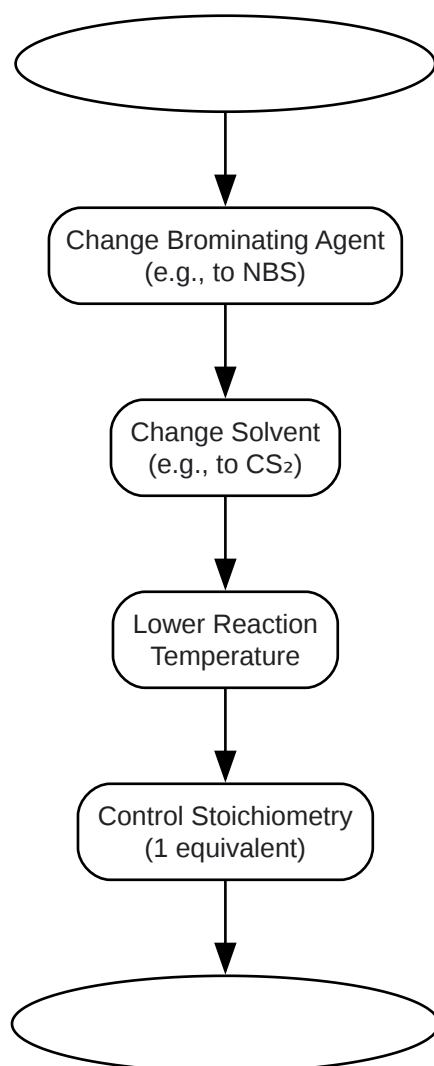 Change Brominating Agent
(e.g., to NBS)
Change Solvent
(e.g., to CS₂)
Lower Reaction
Temperature
Control Stoichiometry
(1 equivalent)